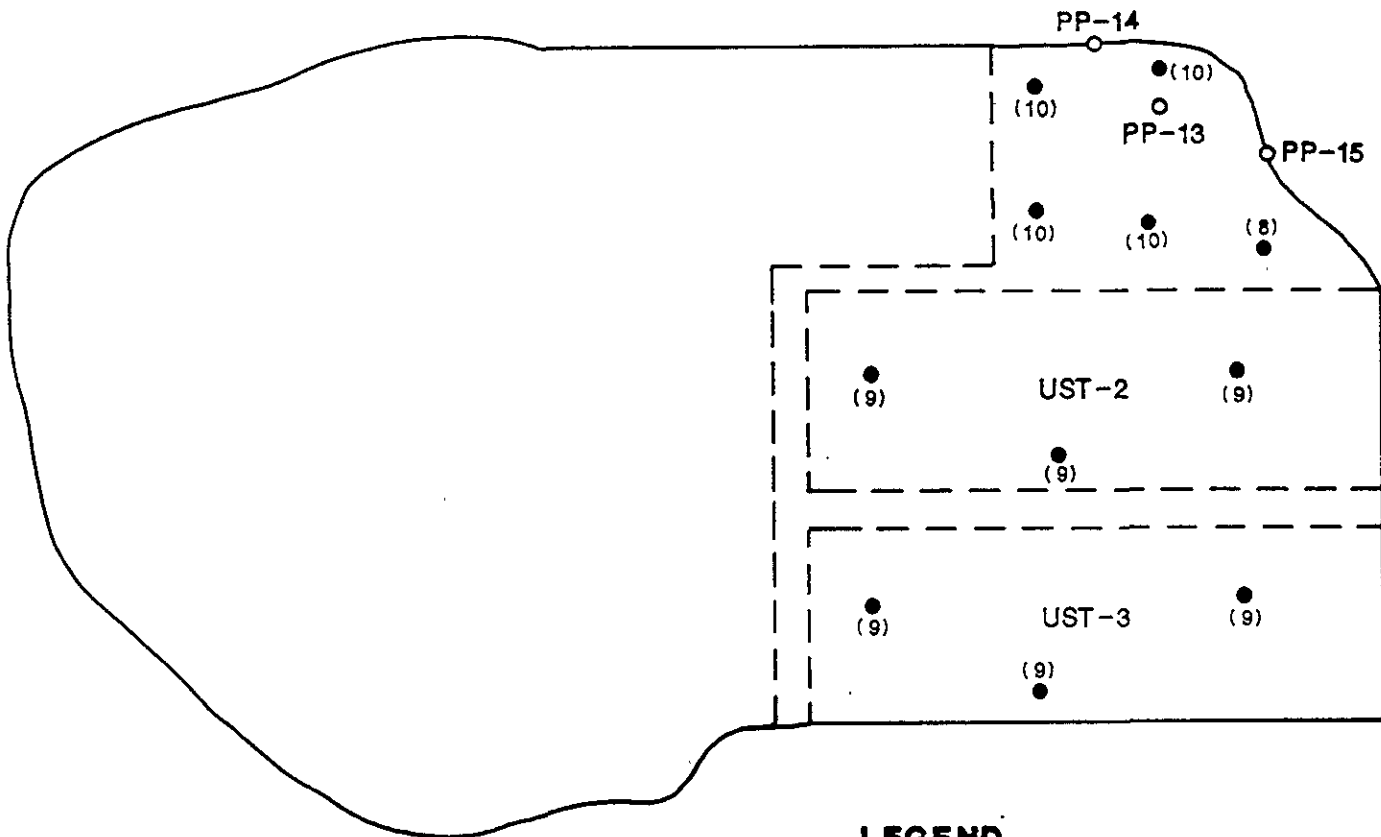 PP-14
(10)
(10)
PP-13
PP-15
(10)
(10)
(8)
(9)
UST-2
(9)
(9)
(9)
UST-3
(9)
(9)
LEGEND